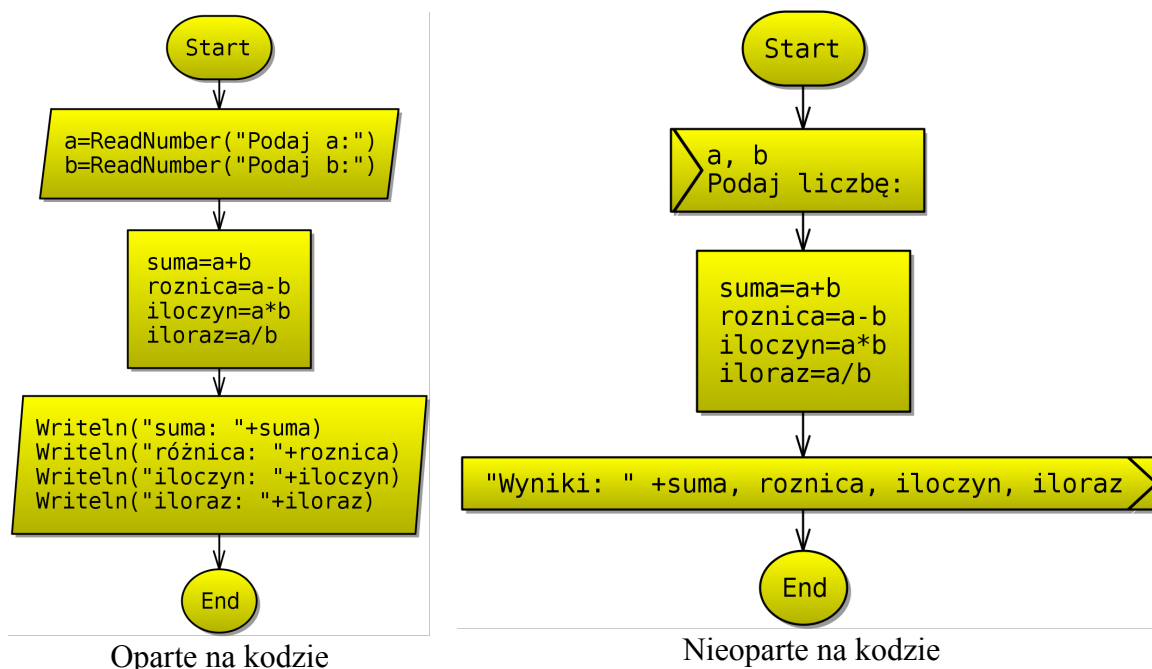 Start
a=ReadNumber("Podaj a:")
b=ReadNumber("Podaj b:")
suma=a+b
roznica=a-b
iloczyn=a*b
iloraz=a/b
Writeln("suma: "+suma)
Writeln("różnica: "+roznica)
Writeln("iloczyn: "+iloczyn)
Writeln("iloraz: "+iloraz)
End
Oparte na kodzie
Start
a, b
Podaj liczbę:
suma=a+b
roznica=a-b
iloczyn=a*b
iloraz=a/b
"Wyniki: " +suma, roznica, iloczyn, iloraz
End
Nieoparte na kodzie